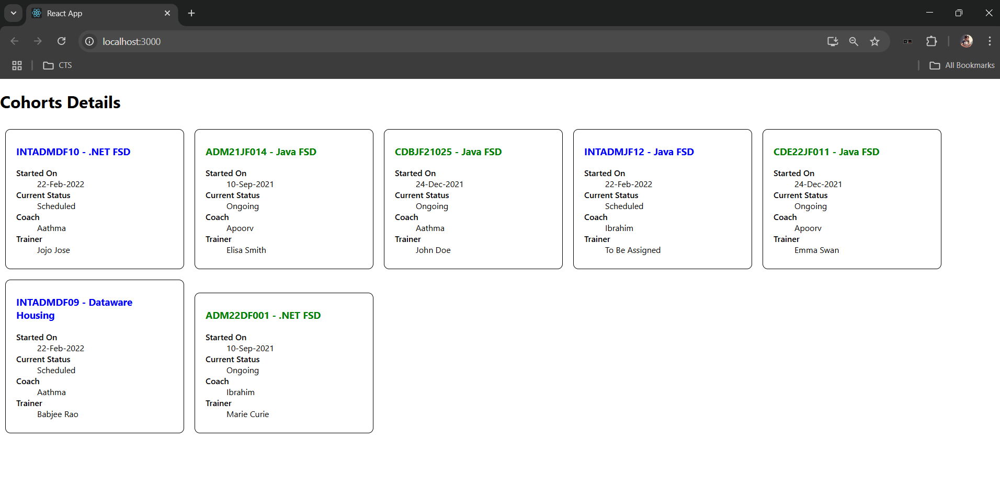 React App
localhost:3000
CTS
All Bookmarks
Cohorts Details
INTADMDF10 - .NET FSD
Started On
22-Feb-2022
Current Status
Scheduled
Coach
Aathma
Trainer
Jojo Jose
ADM21JF014 - Java FSD
Started On
10-Sep-2021
Current Status
Ongoing
Coach
Apoorv
Trainer
Elisa Smith
CDBJF21025 - Java FSD
Started On
24-Dec-2021
Current Status
Ongoing
Coach
Aathma
Trainer
John Doe
INTADMJF12 - Java FSD
Started On
22-Feb-2022
Current Status
Scheduled
Coach
Ibrahim
Trainer
To Be Assigned
CDE22JF011 - Java FSD
Started On
24-Dec-2021
Current Status
Ongoing
Coach
Apoorv
Trainer
Emma Swan
INTADMDF09 - Dataware
Housing
Started On
22-Feb-2022
Current Status
Scheduled
Coach
Aathma
Trainer
Babjee Rao
ADM22DF001 - .NET FSD
Started On
10-Sep-2021
Current Status
Ongoing
Coach
Ibrahim
Trainer
Marie Curie